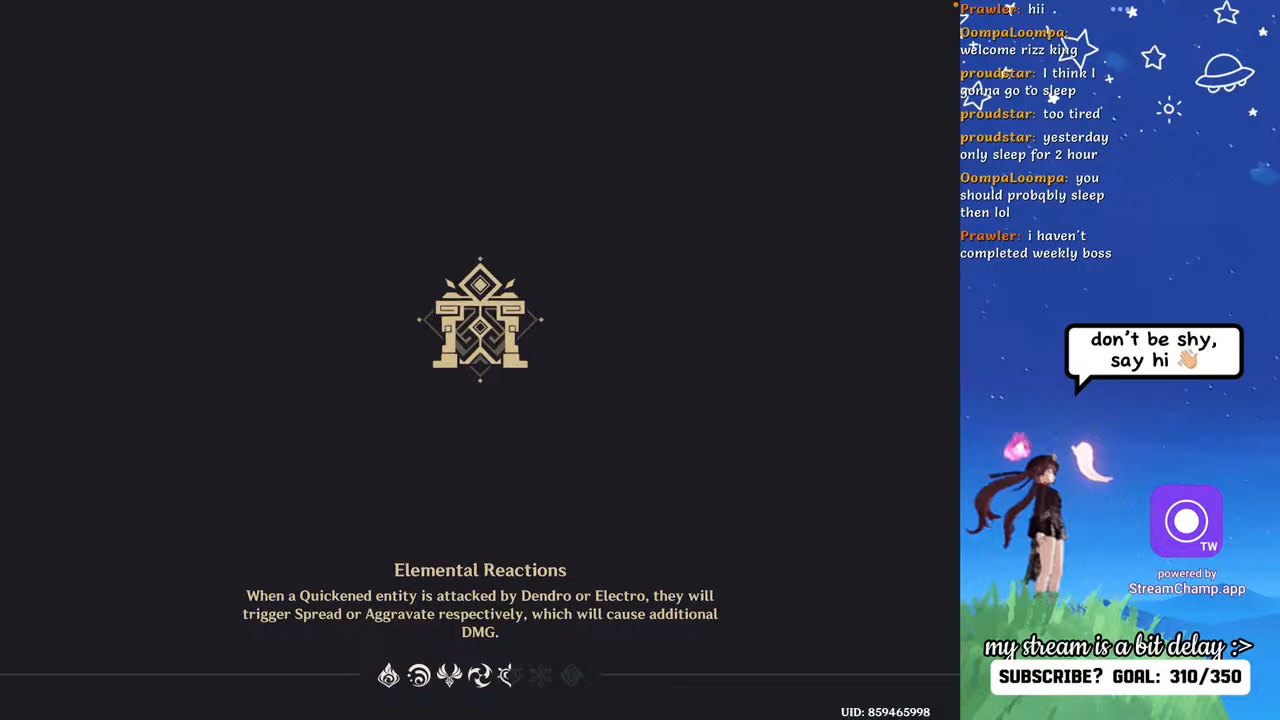 Prawler: hii
OompaLoompa:
welcome rizz king
proudstar: I think I
gonna go to sleep
proudstar: too tired
proudstar: yesterday
only sleep for 2 hour
OompaLoompa: you
should probqbly sleep
then lol
Prawler: i haven't
completed weekly boss
don't be shy,
say hi 👋🏼
TW
powered by
StreamChamp.app
my stream is a bit delay :>
SUBSCRIBE? GOAL: 310/350
Elemental Reactions
When a Quickened entity is attacked by Dendro or Electro, they will
trigger Spread or Aggravate respectively, which will cause additional
DMG.
UID: 859465998